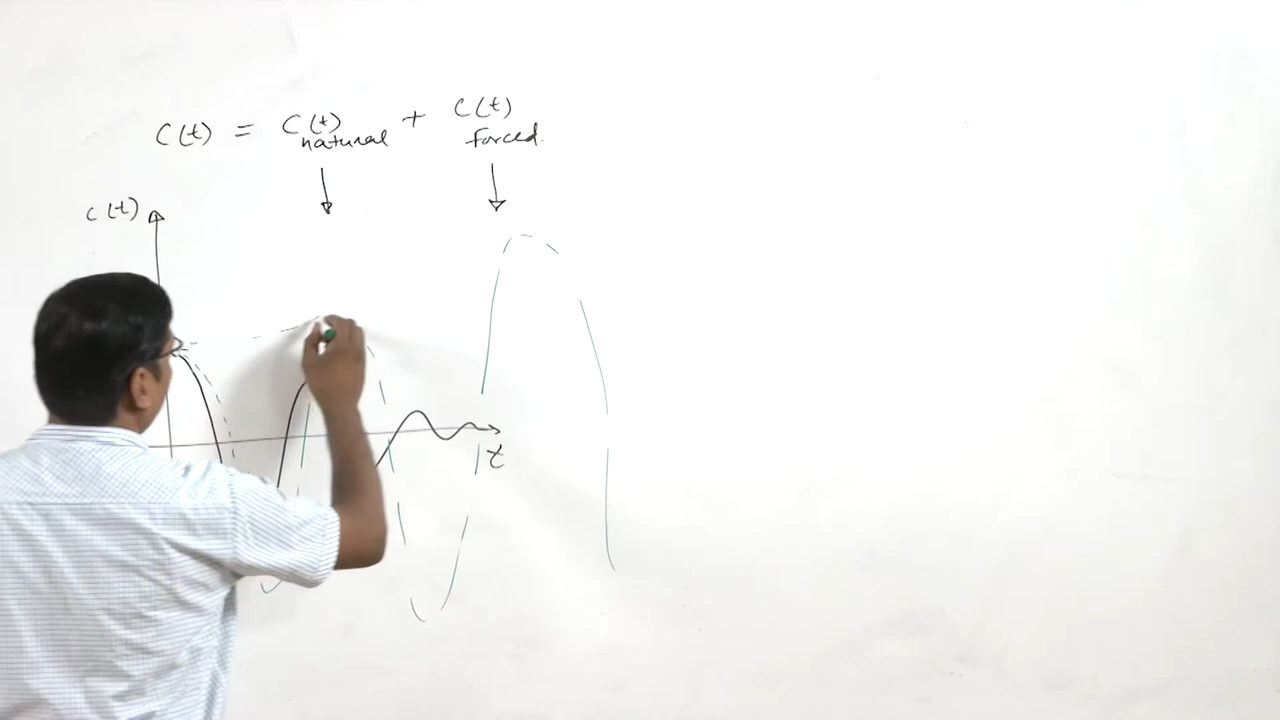 C(t) = C(t) natural + C(t) forced.
C(t)
t